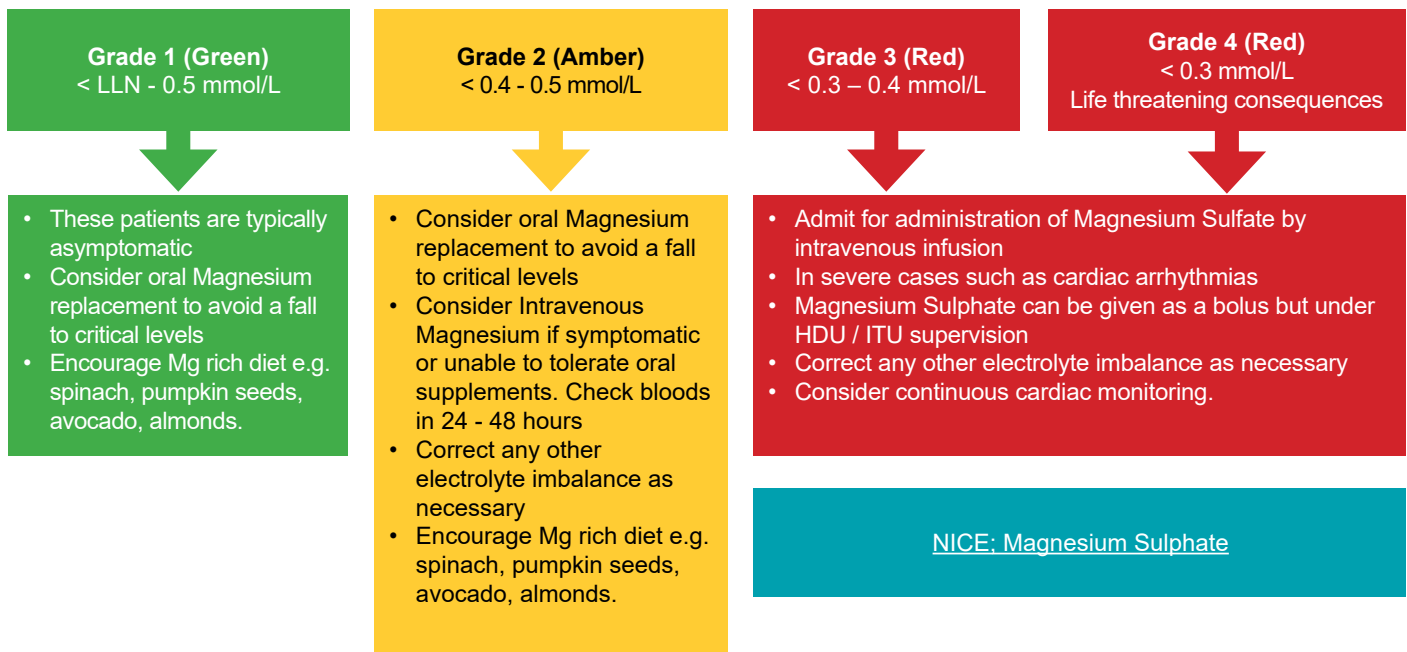 Grade 1 (Green)
< LLN - 0.5 mmol/L
• These patients are typically
asymptomatic
• Consider oral Magnesium
replacement to avoid a fall
to critical levels
• Encourage Mg rich diet e.g.
spinach, pumpkin seeds,
avocado, almonds.
Grade 2 (Amber)
< 0.4 - 0.5 mmol/L
• Consider oral Magnesium
replacement to avoid a fall
to critical levels
• Consider Intravenous
Magnesium if symptomatic
or unable to tolerate oral
supplements. Check bloods
in 24 - 48 hours
• Correct any other
electrolyte imbalance as
necessary
• Encourage Mg rich diet e.g.
spinach, pumpkin seeds,
avocado, almonds.
Grade 3 (Red)
< 0.3 – 0.4 mmol/L
Grade 4 (Red)
< 0.3 mmol/L
Life threatening consequences
• Admit for administration of Magnesium Sulfate by
intravenous infusion
• In severe cases such as cardiac arrhythmias
• Magnesium Sulphate can be given as a bolus but under
HDU / ITU supervision
• Correct any other electrolyte imbalance as necessary
• Consider continuous cardiac monitoring.
NICE; Magnesium Sulphate